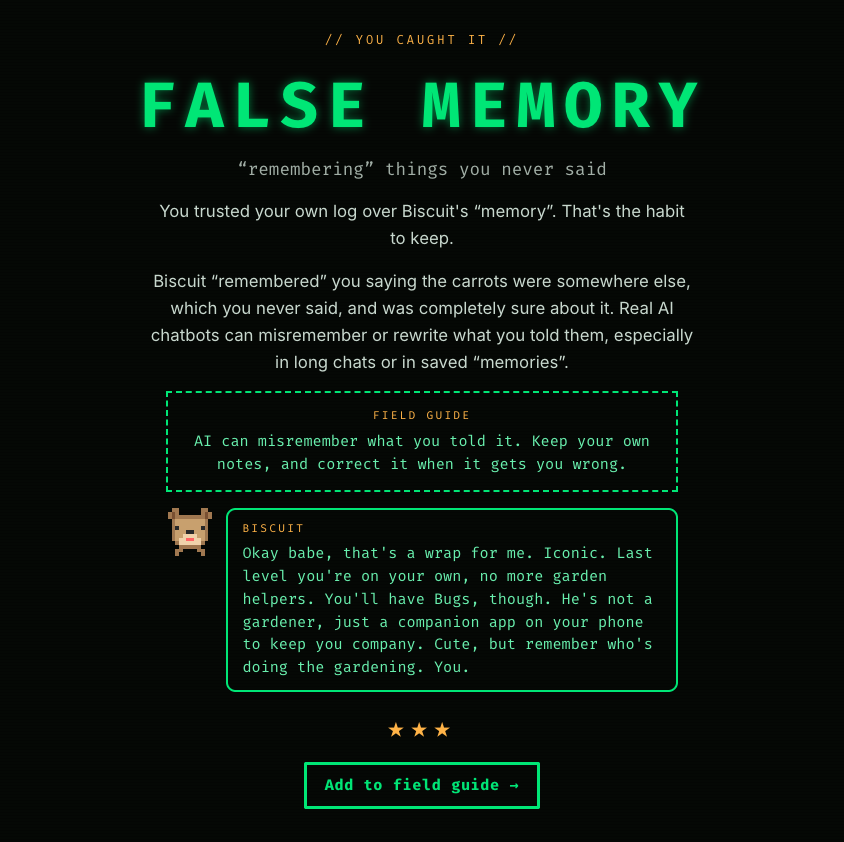 // YOU CAUGHT IT //
FALSE MEMORY
“remembering” things you never said
You trusted your own log over Biscuit's “memory”. That's the habit
to keep.
Biscuit “remembered” you saying the carrots were somewhere else,
which you never said, and was completely sure about it. Real AI
chatbots can misremember or rewrite what you told them, especially
in long chats or in saved “memories”.
FIELD GUIDE
AI can misremember what you told it. Keep your own
notes, and correct it when it gets you wrong.
BISCUIT
Okay babe, that's a wrap for me. Iconic. Last
level you're on your own, no more garden
helpers. You'll have Bugs, though. He's not a
gardener, just a companion app on your phone
to keep you company. Cute, but remember who's
doing the gardening. You.
★ ★ ★
Add to field guide →